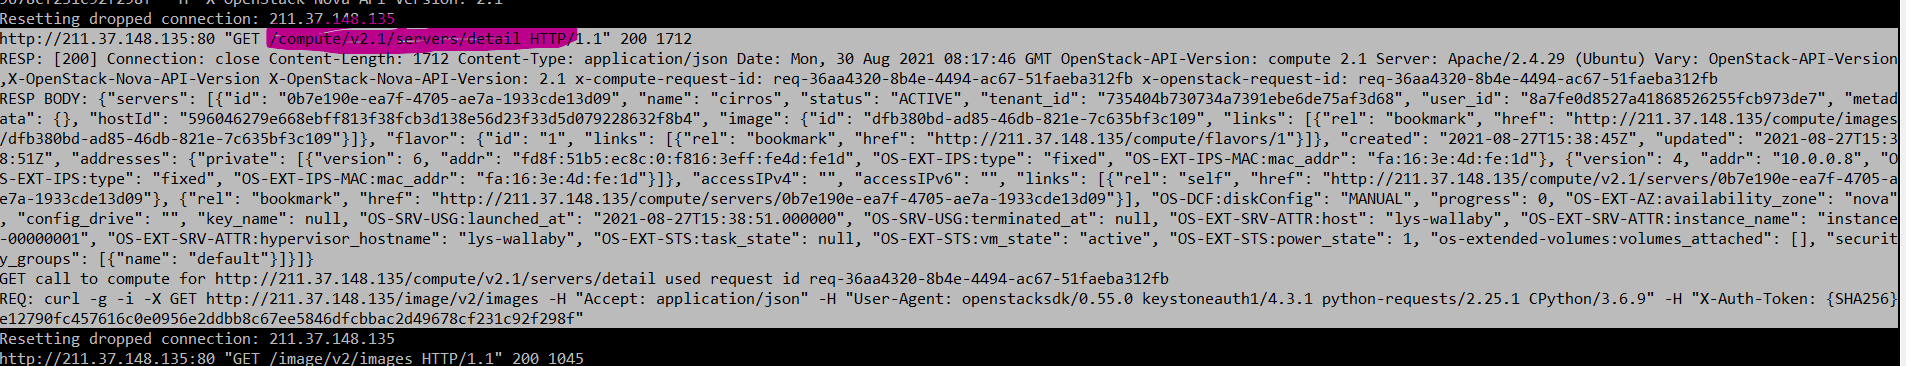 9678cf231c92f298f" -H "X-OpenStack-Nova-API-Version: 2.1"
Resetting dropped connection: 211.37.148.135
http://211.37.148.135:80 "GET /compute/v2.1/servers/detail HTTP/1.1" 200 1712
RESP: [200] Connection: close Content-Length: 1712 Content-Type: application/json Date: Mon, 30 Aug 2021 08:17:46 GMT OpenStack-API-Version: compute 2.1 Server: Apache/2.4.29 (Ubuntu) Vary: OpenStack-API-Version
,X-OpenStack-Nova-API-Version X-OpenStack-Nova-API-Version: 2.1 x-compute-request-id: req-36aa4320-8b4e-4494-ac67-51faeba312fb x-openstack-request-id: req-36aa4320-8b4e-4494-ac67-51faeba312fb
RESP BODY: {"servers": [{"id": "0b7e190e-ea7f-4705-ae7a-1933cde13d09", "name": "cirros", "status": "ACTIVE", "tenant_id": "735404b730734a7391ebe6de75af3d68", "user_id": "8a7fe0d8527a41868526255fcb973de7", "metad
ata": {}, "hostId": "596046279e668ebff813f38fcb3d138e56d23f33d5d079228632f8b4", "image": {"id": "dfb380bd-ad85-46db-821e-7c635bf3c109", "links": [{"rel": "bookmark", "href": "http://211.37.148.135/compute/images
/dfb380bd-ad85-46db-821e-7c635bf3c109"}]}, "flavor": {"id": "1", "links": [{"rel": "bookmark", "href": "http://211.37.148.135/compute/flavors/1"}]}, "created": "2021-08-27T15:38:45Z", "updated": "2021-08-27T15:3
8:51Z", "addresses": {"private": [{"version": 6, "addr": "fd8f:51b5:ec8c:0:f816:3eff:fe4d:fe1d", "OS-EXT-IPS:type": "fixed", "OS-EXT-IPS-MAC:mac_addr": "fa:16:3e:4d:fe:1d"}, {"version": 4, "addr": "10.0.0.8", "O
S-EXT-IPS:type": "fixed", "OS-EXT-IPS-MAC:mac_addr": "fa:16:3e:4d:fe:1d"}]}, "accessIPv4": "", "accessIPv6": "", "links": [{"rel": "self", "href": "http://211.37.148.135/compute/v2.1/servers/0b7e190e-ea7f-4705-a
e7a-1933cde13d09"}, {"rel": "bookmark", "href": "http://211.37.148.135/compute/servers/0b7e190e-ea7f-4705-ae7a-1933cde13d09"}], "OS-DCF:diskConfig": "MANUAL", "progress": 0, "OS-EXT-AZ:availability_zone": "nova"
, "config_drive": "", "key_name": null, "OS-SRV-USG:launched_at": "2021-08-27T15:38:51.000000", "OS-SRV-USG:terminated_at": null, "OS-EXT-SRV-ATTR:host": "lys-wallaby", "OS-EXT-SRV-ATTR:instance_name": "instance
-00000001", "OS-EXT-SRV-ATTR:hypervisor_hostname": "lys-wallaby", "OS-EXT-STS:task_state": null, "OS-EXT-STS:vm_state": "active", "OS-EXT-STS:power_state": 1, "os-extended-volumes:volumes_attached": [], "securit
y_groups": [{"name": "default"}]}]}
GET call to compute for http://211.37.148.135/compute/v2.1/servers/detail used request id req-36aa4320-8b4e-4494-ac67-51faeba312fb
REQ: curl -g -i -X GET http://211.37.148.135/image/v2/images -H "Accept: application/json" -H "User-Agent: openstacksdk/0.55.0 keystoneauth1/4.3.1 python-requests/2.25.1 CPython/3.6.9" -H "X-Auth-Token: {SHA256}
e12790fc457616c0e0956e2ddbb8c67ee5846dfcbbac2d49678cf231c92f298f"
Resetting dropped connection: 211.37.148.135
http://211.37.148.135:80 "GET /image/v2/images HTTP/1.1" 200 1045